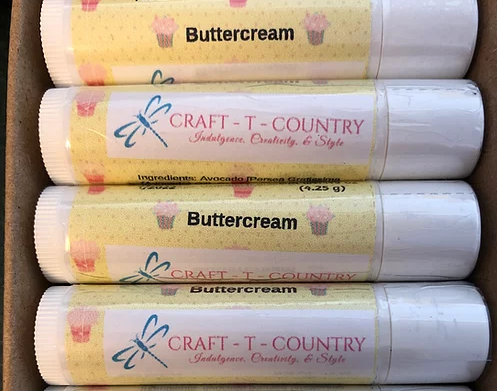 Buttercream
CRAFT - T - COUNTRY
Indulgence, Creativity, & Style
Ingredients: Avocado (Persea Gratissima
(4.25 g)
Buttercream
CRAFT - T - COUNTRY
Buttercream
CRAFT - T - COUNTRY
Indulgence, Creativity, & Style